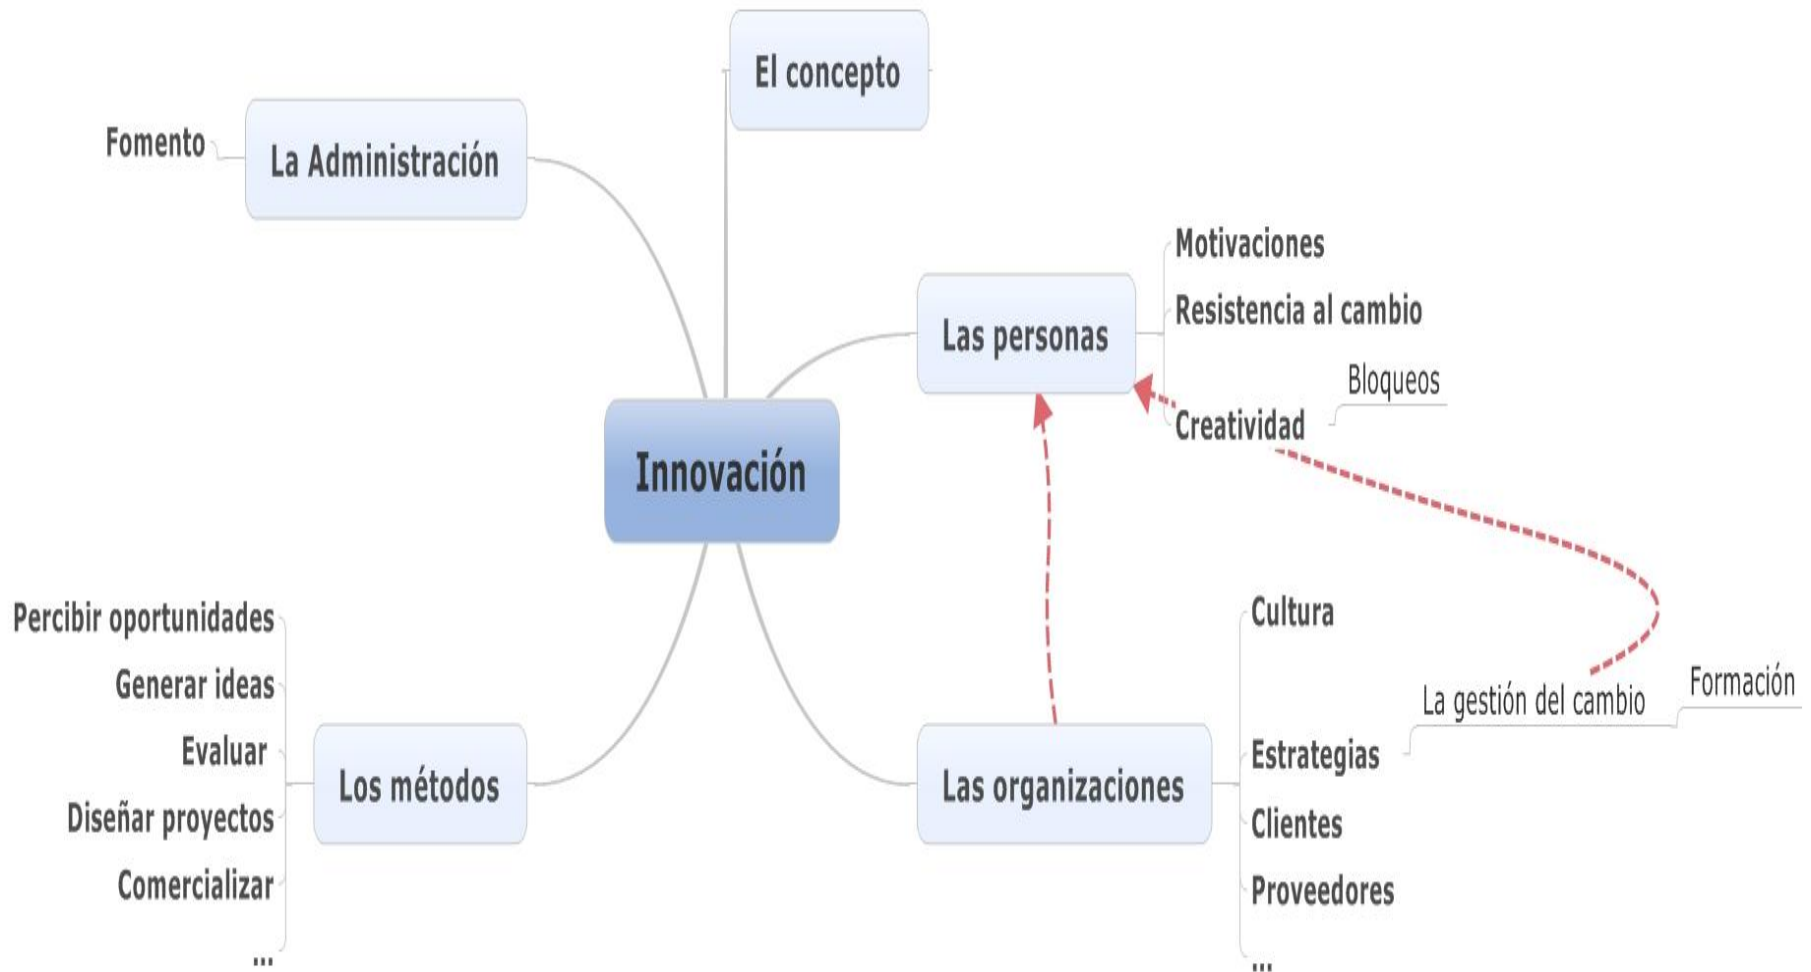 El concepto
Fomento
La Administración
Motivaciones
Resistencia al cambio
Las personas
Bloqueos
Creatividad
Innovación
Percibir oportunidades
Generar ideas
Evaluar
Los métodos
Diseñar proyectos
Comercializar
...
Cultura
Formación
La gestión del cambio
Estrategias
Las organizaciones
Clientes
Proveedores
...